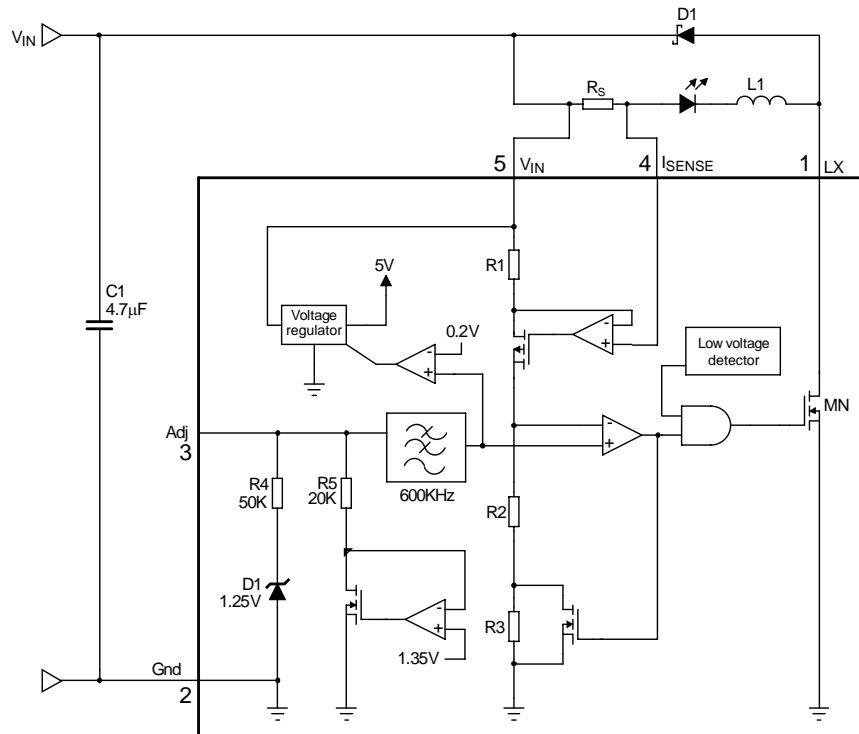 D1
VIN
RS
L1
5 VIN
4 ISENSE
1 LX
R1
5V
C1
4.7µF
Voltage
regulator
0.2V
Low voltage
detector
MN
Adj
3
R4
50K
R5
20K
600KHz
R2
D1
1.25V
R3
1.35V
Gnd
2